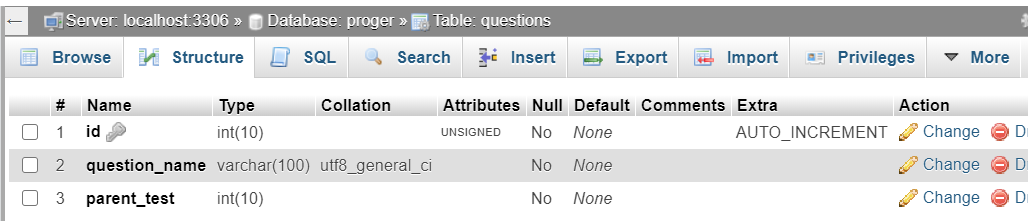 ← Server: localhost:3306 » Database: proger » Table: questions
Browse Structure SQL Search Insert Export Import Privileges More
# Name Type Collation Attributes Null Default Comments Extra Action
1 id int(10) UNSIGNED No None AUTO_INCREMENT Change
2 question_name varchar(100) utf8_general_ci No None Change
3 parent_test int(10) No None Change